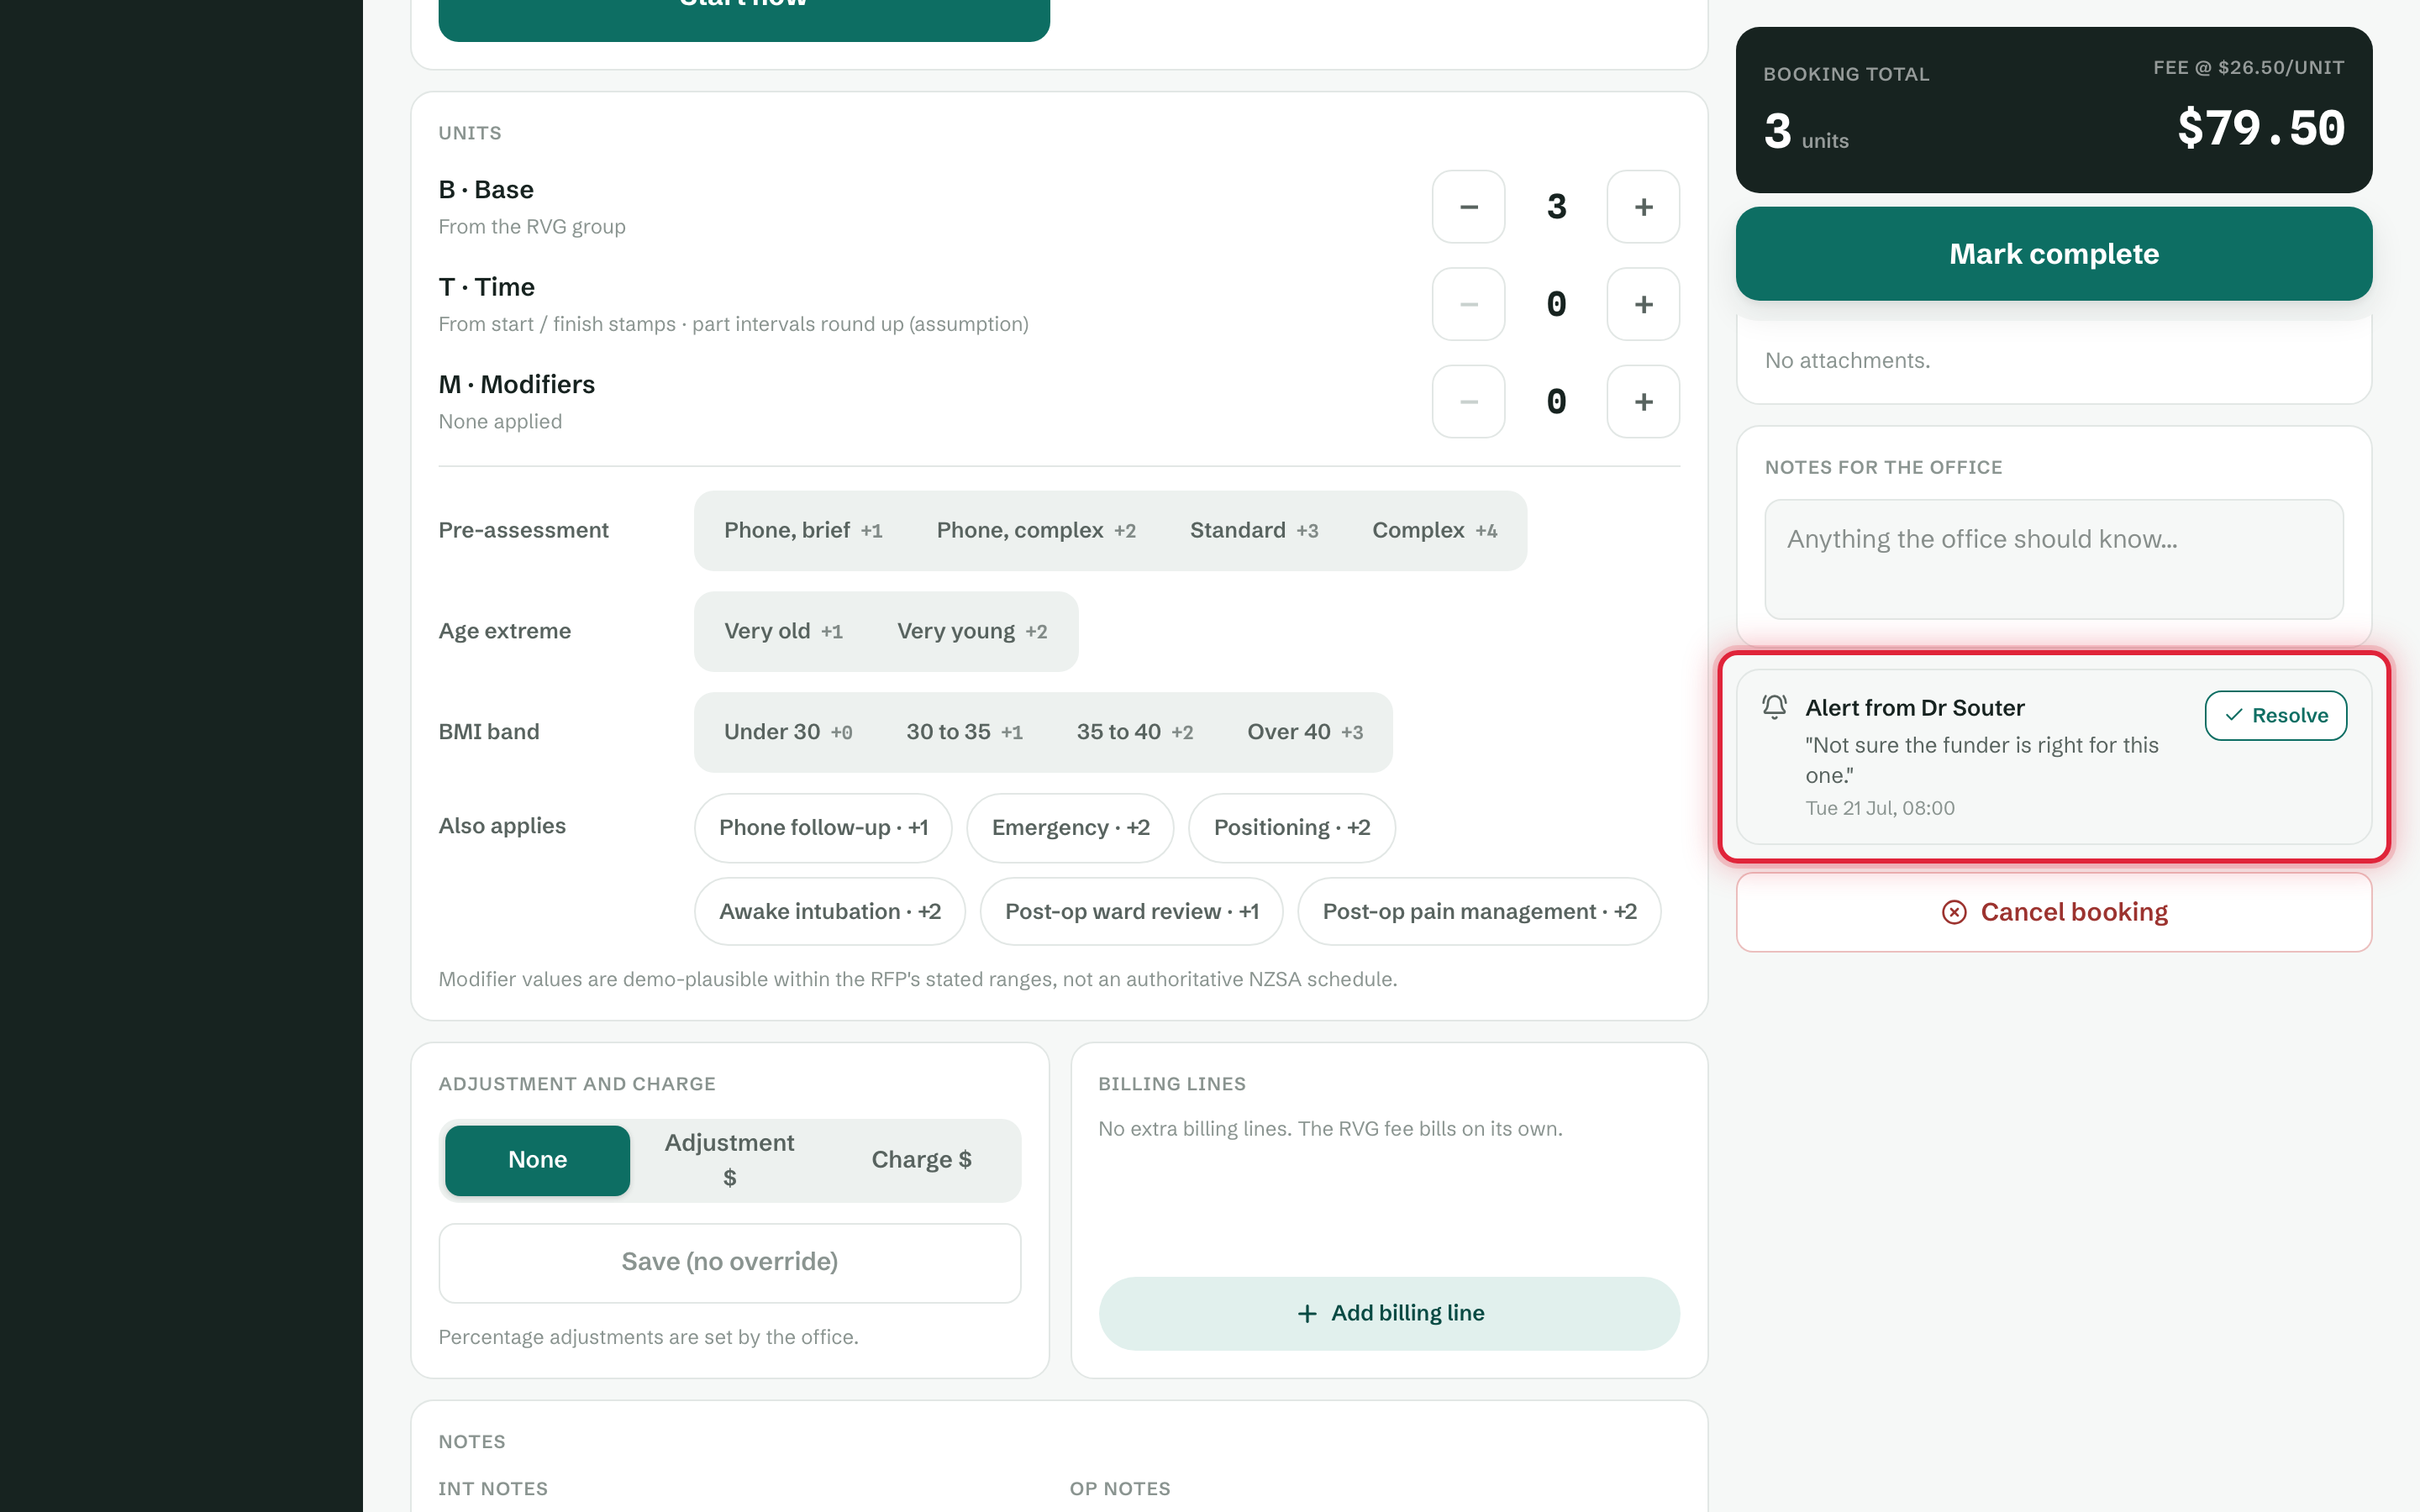 Start now
UNITS
B · Base
From the RVG group
− 3 +
T · Time
From start / finish stamps · part intervals round up (assumption)
− 0 +
M · Modifiers
None applied
− 0 +
Pre-assessment
Phone, brief +1 Phone, complex +2 Standard +3 Complex +4
Age extreme
Very old +1 Very young +2
BMI band
Under 30 +0 30 to 35 +1 35 to 40 +2 Over 40 +3
Also applies
Phone follow-up · +1 Emergency · +2 Positioning · +2
Awake intubation · +2 Post-op ward review · +1 Post-op pain management · +2
Modifier values are demo-plausible within the RFP's stated ranges, not an authoritative NZSA schedule.
ADJUSTMENT AND CHARGE
None Adjustment $ Charge $
Save (no override)
Percentage adjustments are set by the office.
BILLING LINES
No extra billing lines. The RVG fee bills on its own.
+ Add billing line
NOTES
INT NOTES
OP NOTES
BOOKING TOTAL
3 units
FEE @ $26.50/UNIT
$79.50
Mark complete
No attachments.
NOTES FOR THE OFFICE
Anything the office should know...
Alert from Dr Souter
"Not sure the funder is right for this
one."
Tue 21 Jul, 08:00
Resolve
Cancel booking